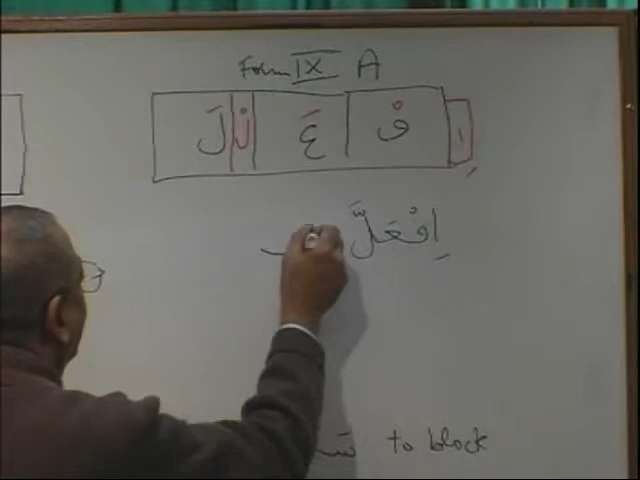 Form IX A
اِ فْ عَ لْ لَ
اِفْعَلَّ
to block